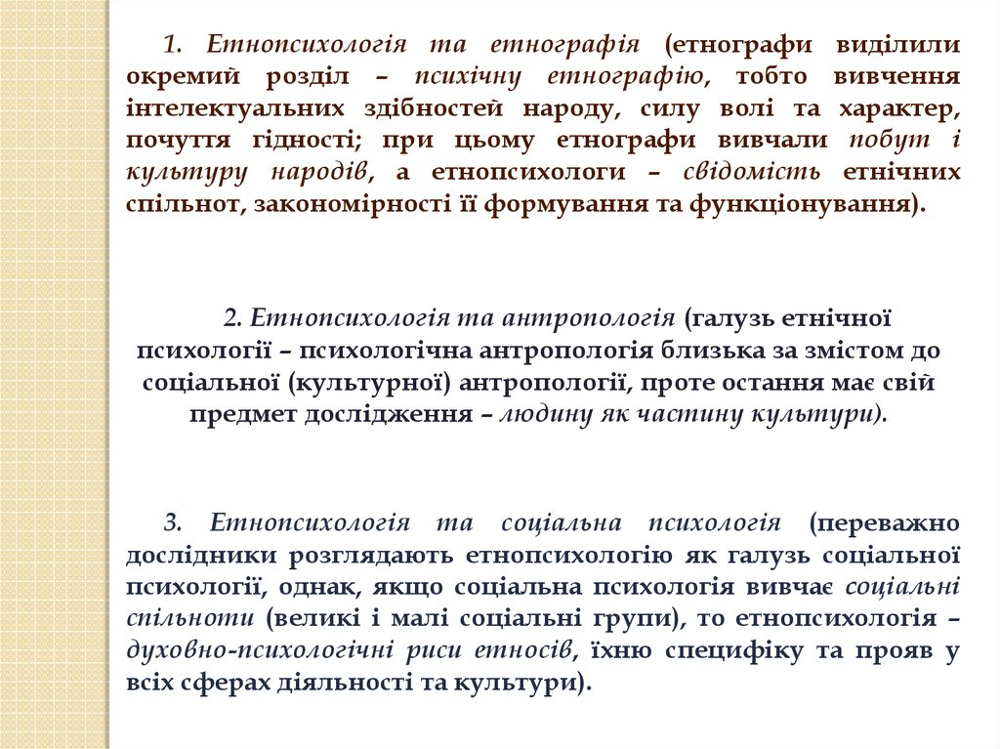 1. Етнопсихологія та етнографія (етнографи виділили
окремий розділ – психічну етнографію, тобто вивчення
інтелектуальних здібностей народу, силу волі та характер,
почуття гідності; при цьому етнографи вивчали побут і
культуру народів, а етнопсихологи – свідомість етнічних
спільнот, закономірності її формування та функціонування).
2. Етнопсихологія та антропологія (галузь етнічної
психології – психологічна антропологія близька за змістом до
соціальної (культурної) антропології, проте остання має свій
предмет дослідження – людину як частину культури).
3. Етнопсихологія та соціальна психологія (переважно
дослідники розглядають етнопсихологію як галузь соціальної
психології, однак, якщо соціальна психологія вивчає соціальні
спільноти (великі і малі соціальні групи), то етнопсихологія –
духовно-психологічні риси етносів, їхню специфіку та прояв у
всіх сферах діяльності та культури).